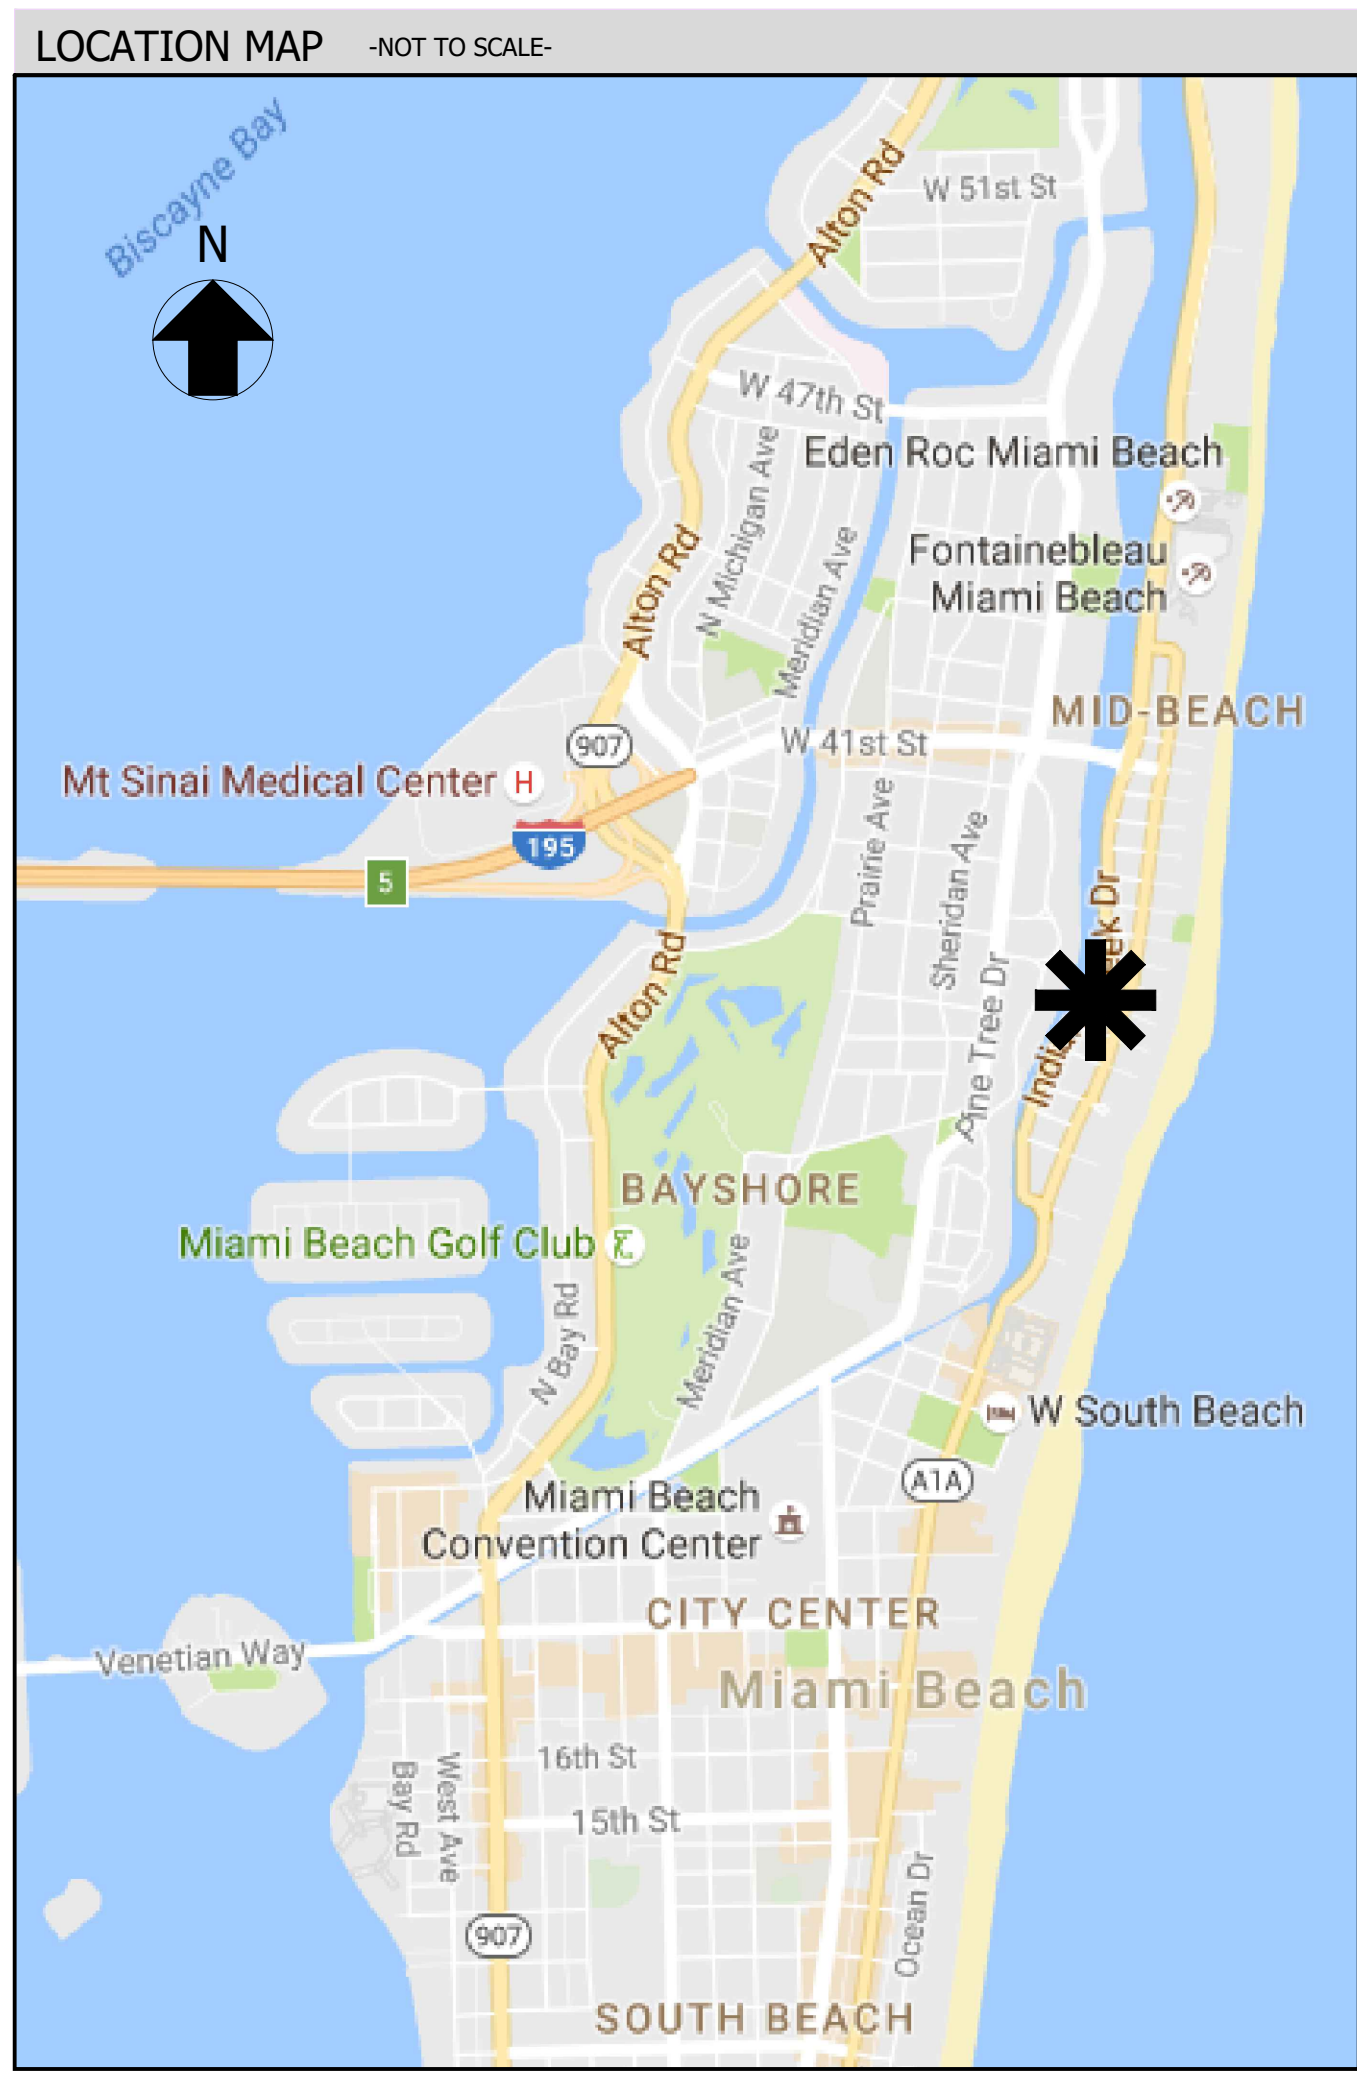 LOCATION MAP -NOT TO SCALE-
Biscayne Bay
N
Alton Rd
W 51st St
W 47th St
Eden Roc Miami Beach
N Michigan Ave
Alton Rd
Meridian Ave
Fontainebleau
Miami Beach
MID-BEACH
907
W 41st St
Mt Sinai Medical Center H
195
5
Prairie Ave
Sheridan Ave
Alton Rd
Pine Tree Dr
BAYSHORE
Miami Beach Golf Club
N Bay Rd
Meridian Ave
W South Beach
A1A
Miami Beach
Convention Center
CITY CENTER
Venetian Way
Miami Beach
16th St
West Ave
Bay Rd
15th St
Ocean Dr
907
SOUTH BEACH